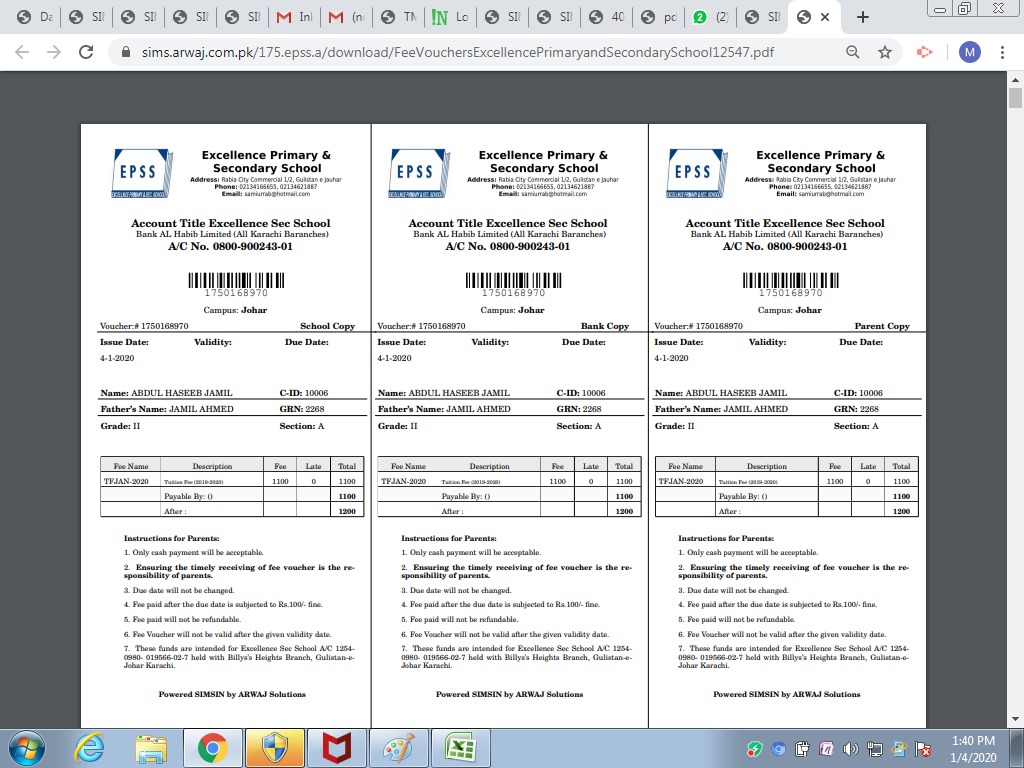 Da
SII
SII
SII
SII
In
(n
TM
Lo
SII
SII
40
po
2 (2)
SII
sims.arwaj.com.pk/175.epss.a/download/FeeVouchersExcellencePrimaryandSecondarySchool12547.pdf
M
EPSS
EXCELLENCE PRIMARY & SEC. SCHOOL
Excellence Primary &
Secondary School
Address: Rabia City Commercial 1/2, Gulistan e Jauhar
Phone: 02134166655, 02134621887
Email: samiurrab@hotmail.com
Account Title Excellence Sec School
Bank AL Habib Limited (All Karachi Baranches)
A/C No. 0800-900243-01
1750168970
Campus: Johar
Voucher:# 1750168970 School Copy
Issue Date: Validity: Due Date:
4-1-2020
Name: ABDUL HASEEB JAMIL C-ID: 10006
Father's Name: JAMIL AHMED GRN: 2268
Grade: II Section: A
Fee Name Description Fee Late Total
TFJAN-2020 Tuition Fee (2019-2020) 1100 0 1100
Payable By: () 1100
After : 1200
Instructions for Parents:
1. Only cash payment will be acceptable.
2. Ensuring the timely receiving of fee voucher is the re-
sponsibility of parents.
3. Due date will not be changed.
4. Fee paid after the due date is subjected to Rs.100/- fine.
5. Fee paid will not be refundable.
6. Fee Voucher will not be valid after the given validity date.
7. These funds are intended for Excellence Sec School A/C 1254-
0980- 019566-02-7 held with Billys's Heights Branch, Gulistan-e-
Johar Karachi.
Powered SIMSIN by ARWAJ Solutions
EPSS
EXCELLENCE PRIMARY & SEC. SCHOOL
Excellence Primary &
Secondary School
Address: Rabia City Commercial 1/2, Gulistan e Jauhar
Phone: 02134166655, 02134621887
Email: samiurrab@hotmail.com
Account Title Excellence Sec School
Bank AL Habib Limited (All Karachi Baranches)
A/C No. 0800-900243-01
1750168970
Campus: Johar
Voucher:# 1750168970 Bank Copy
Issue Date: Validity: Due Date:
4-1-2020
Name: ABDUL HASEEB JAMIL C-ID: 10006
Father's Name: JAMIL AHMED GRN: 2268
Grade: II Section: A
Fee Name Description Fee Late Total
TFJAN-2020 Tuition Fee (2019-2020) 1100 0 1100
Payable By: () 1100
After : 1200
Instructions for Parents:
1. Only cash payment will be acceptable.
2. Ensuring the timely receiving of fee voucher is the re-
sponsibility of parents.
3. Due date will not be changed.
4. Fee paid after the due date is subjected to Rs.100/- fine.
5. Fee paid will not be refundable.
6. Fee Voucher will not be valid after the given validity date.
7. These funds are intended for Excellence Sec School A/C 1254-
0980- 019566-02-7 held with Billys's Heights Branch, Gulistan-e-
Johar Karachi.
Powered SIMSIN by ARWAJ Solutions
EPSS
EXCELLENCE PRIMARY & SEC. SCHOOL
Excellence Primary &
Secondary School
Address: Rabia City Commercial 1/2, Gulistan e Jauhar
Phone: 02134166655, 02134621887
Email: samiurrab@hotmail.com
Account Title Excellence Sec School
Bank AL Habib Limited (All Karachi Baranches)
A/C No. 0800-900243-01
1750168970
Campus: Johar
Voucher:# 1750168970 Parent Copy
Issue Date: Validity: Due Date:
4-1-2020
Name: ABDUL HASEEB JAMIL C-ID: 10006
Father's Name: JAMIL AHMED GRN: 2268
Grade: II Section: A
Fee Name Description Fee Late Total
TFJAN-2020 Tuition Fee (2019-2020) 1100 0 1100
Payable By: () 1100
After : 1200
Instructions for Parents:
1. Only cash payment will be acceptable.
2. Ensuring the timely receiving of fee voucher is the re-
sponsibility of parents.
3. Due date will not be changed.
4. Fee paid after the due date is subjected to Rs.100/- fine.
5. Fee paid will not be refundable.
6. Fee Voucher will not be valid after the given validity date.
7. These funds are intended for Excellence Sec School A/C 1254-
0980- 019566-02-7 held with Billys's Heights Branch, Gulistan-e-
Johar Karachi.
Powered SIMSIN by ARWAJ Solutions
1:40 PM
1/4/2020